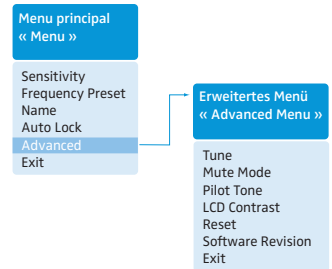 Menu principal
« Menu »
Sensitivity
Frequency Preset
Name
Auto Lock
Advanced
Exit
Erweitertes Menü
« Advanced Menu »
Tune
Mute Mode
Pilot Tone
LCD Contrast
Reset
Software Revision
Exit